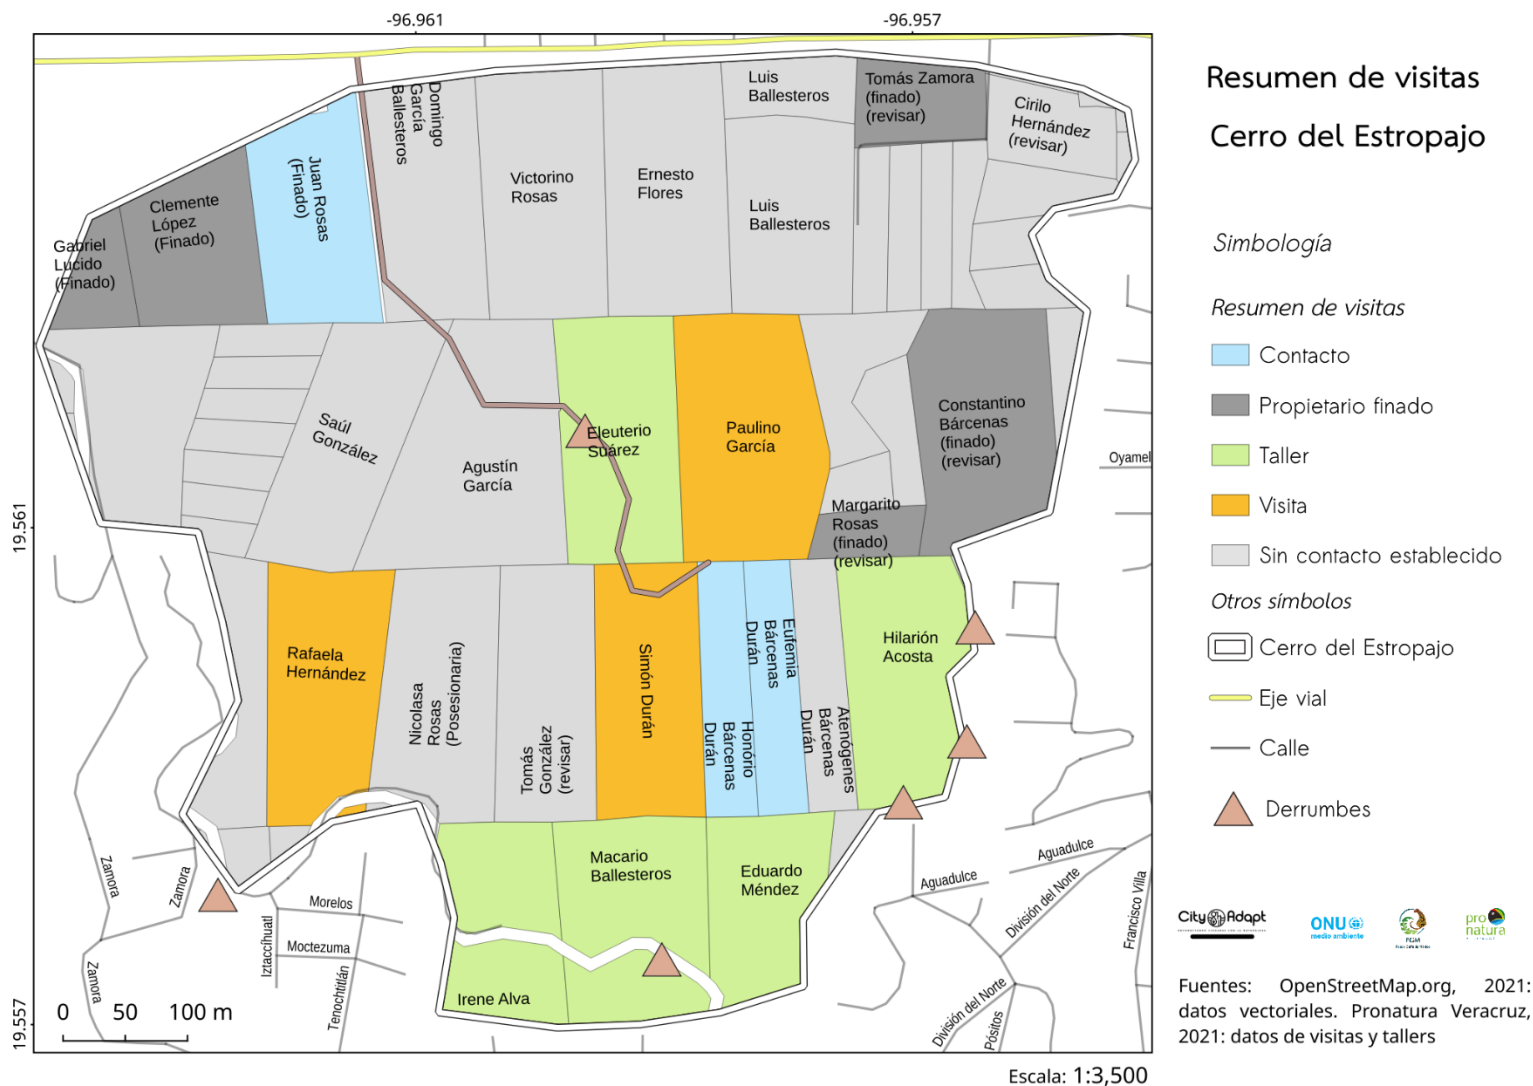 -96.961
-96.957
19.561
19.557
Domingo
García
Ballesteros
Luis
Ballesteros
Tomás Zamora
(finado)
(revisar)
Cirilo
Hernández
(revisar)
Juan Rosas
(Finado)
Clemente
López
(Finado)
Gabriel
Lucido
(Finado)
Victorino
Rosas
Ernesto
Flores
Luis
Ballesteros
Saúl
González
Agustín
García
Eleuterio
Suárez
Paulino
García
Constantino
Bárcenas
(finado)
(revisar)
Margarito
Rosas
(finado)
(revisar)
Oyamel
Rafaela
Hernández
Nicolasa
Rosas
(Posesionaria)
Tomás
González
(revisar)
Simón Durán
Honório
Bárcenas
Durán
Eufemia
Bárcenas
Durán
Atenógenes
Bárcenas
Durán
Hilarión
Acosta
Macario
Ballesteros
Eduardo
Méndez
Irene Alva
Zamora
Zamora
Zamora
Morelos
Moctezuma
Iztaccíhuatl
Tenochtitlán
Aguadulce
Aguadulce
División del Norte
División del Norte
Francisco Villa
Pósitos
0 50 100 m
Resumen de visitas
Cerro del Estropajo
Simbología
Resumen de visitas
Contacto
Propietario finado
Taller
Visita
Sin contacto establecido
Otros símbolos
Cerro del Estropajo
Eje vial
Calle
Derrumbes
CityAdapt
ONU
medio ambiente
FGM
pro
natura
Fuentes: OpenStreetMap.org, 2021:
datos vectoriales. Pronatura Veracruz,
2021: datos de visitas y tallers
Escala: 1:3,500